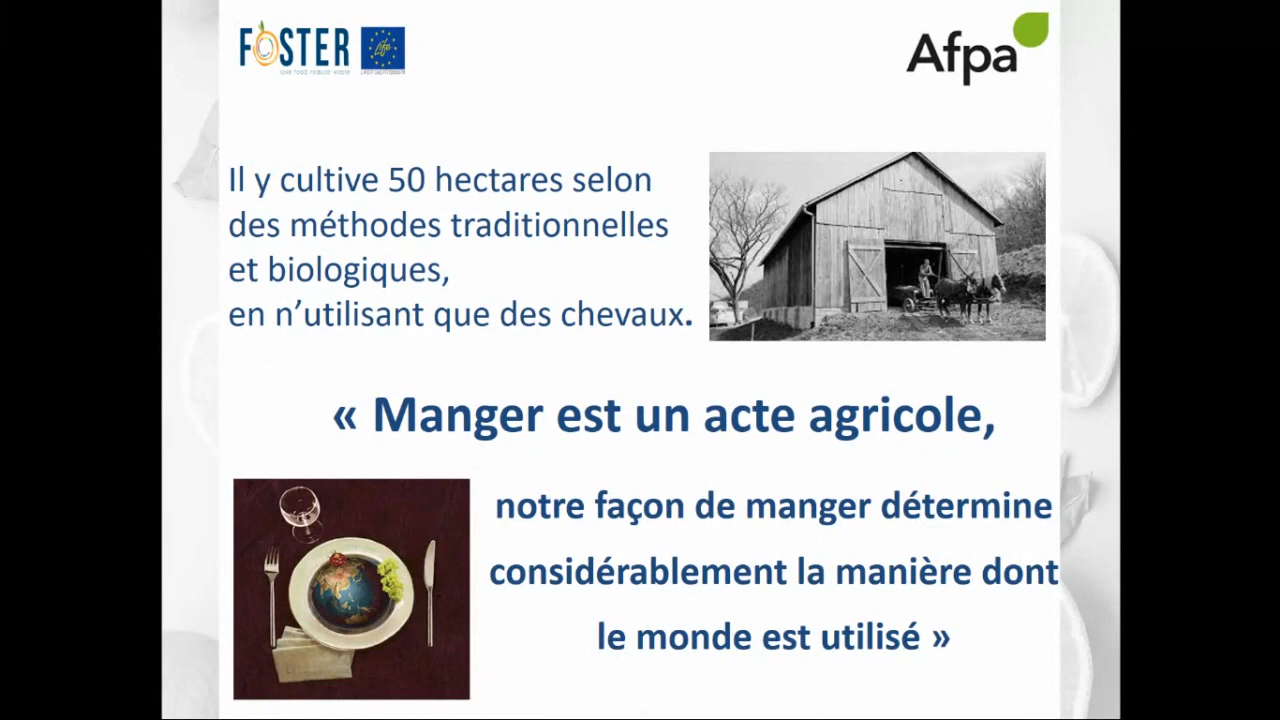 FOSTER
love food reduce waste
Life
Afpa
Il y cultive 50 hectares selon
des méthodes traditionnelles
et biologiques,
en n’utilisant que des chevaux.
« Manger est un acte agricole,
notre façon de manger détermine
considérablement la manière dont
le monde est utilisé »